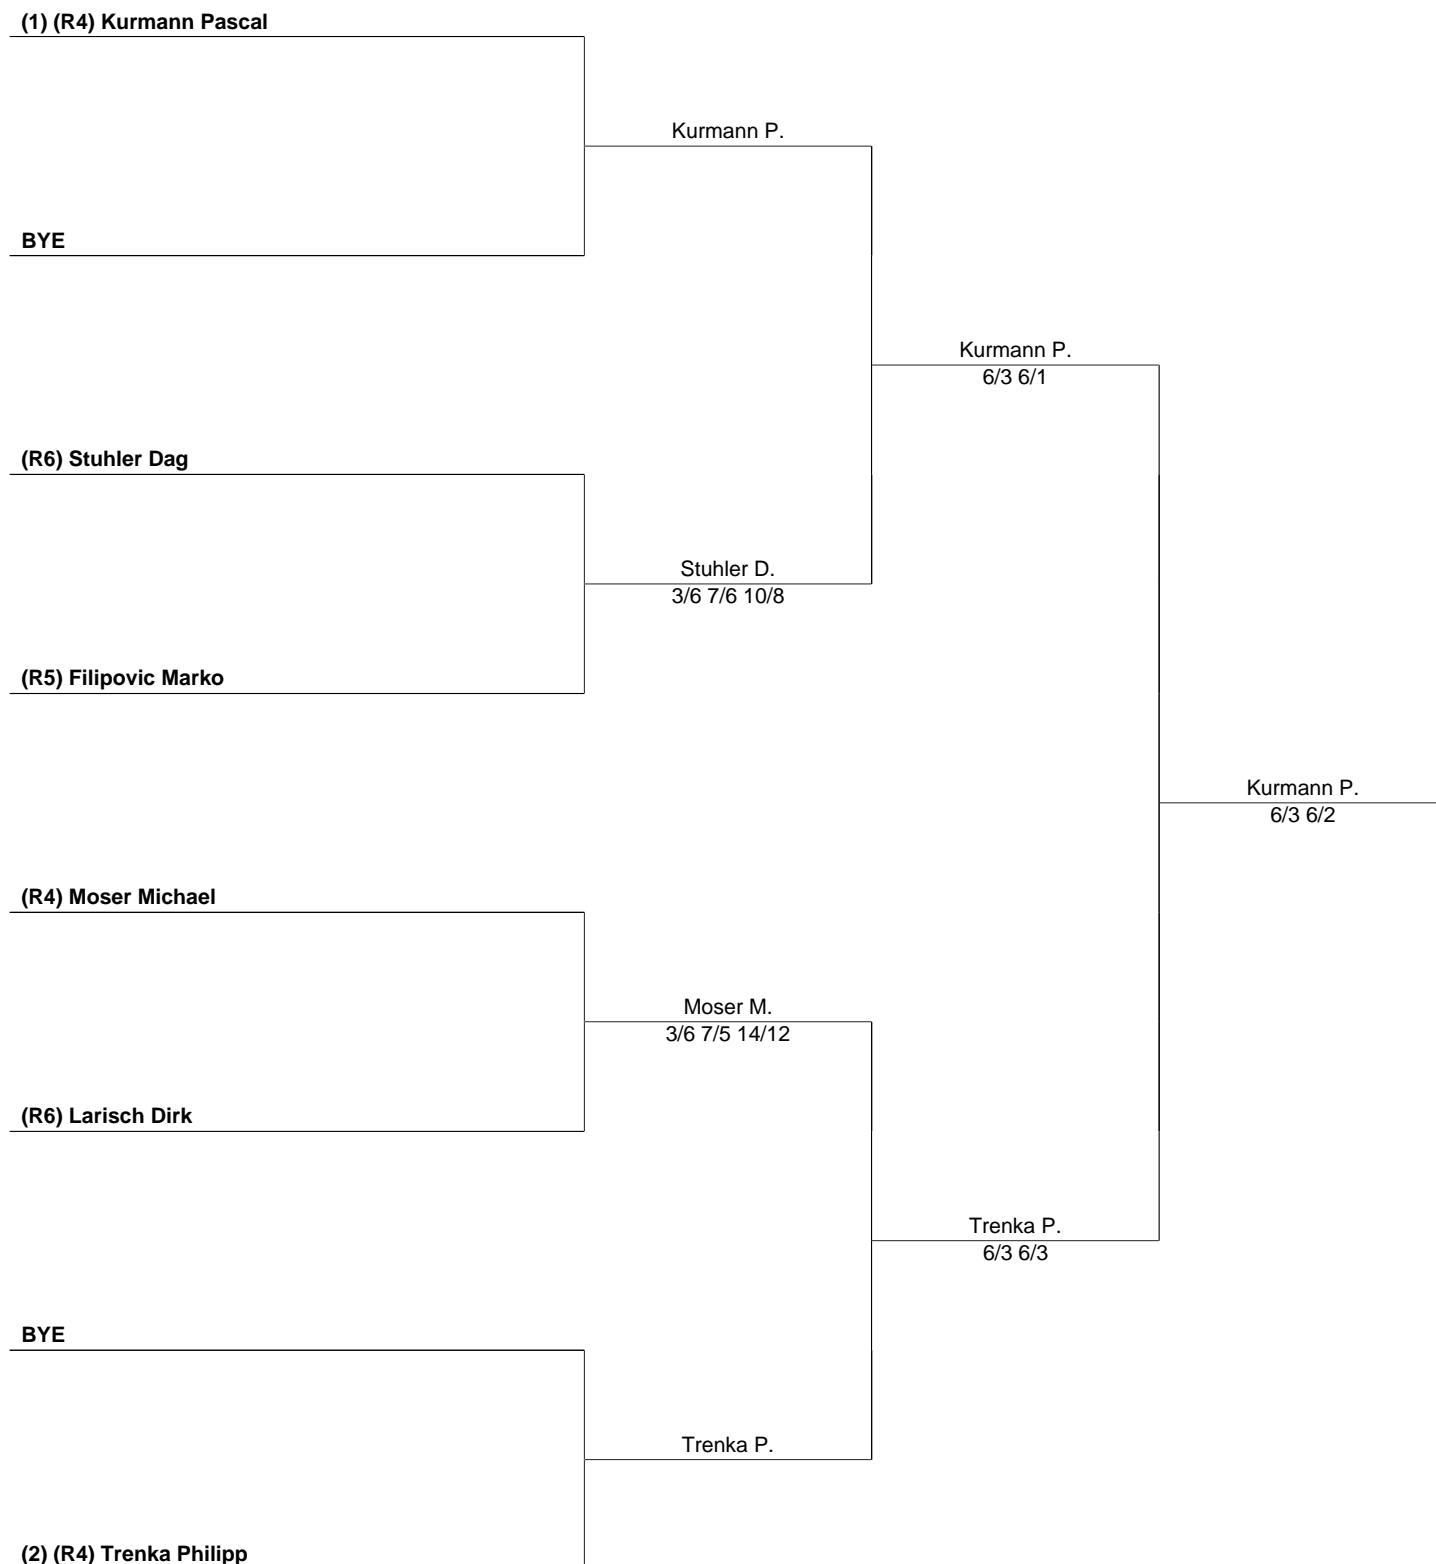 (1) (R4) Kurmann Pascal
Kurmann P.
BYE
Kurmann P.
6/3 6/1
(R6) Stuhler Dag
Stuhler D.
3/6 7/6 10/8
(R5) Filipovic Marko
Kurmann P.
6/3 6/2
(R4) Moser Michael
Moser M.
3/6 7/5 14/12
(R6) Larisch Dirk
Trenka P.
6/3 6/3
BYE
Trenka P.
(2) (R4) Trenka Philipp